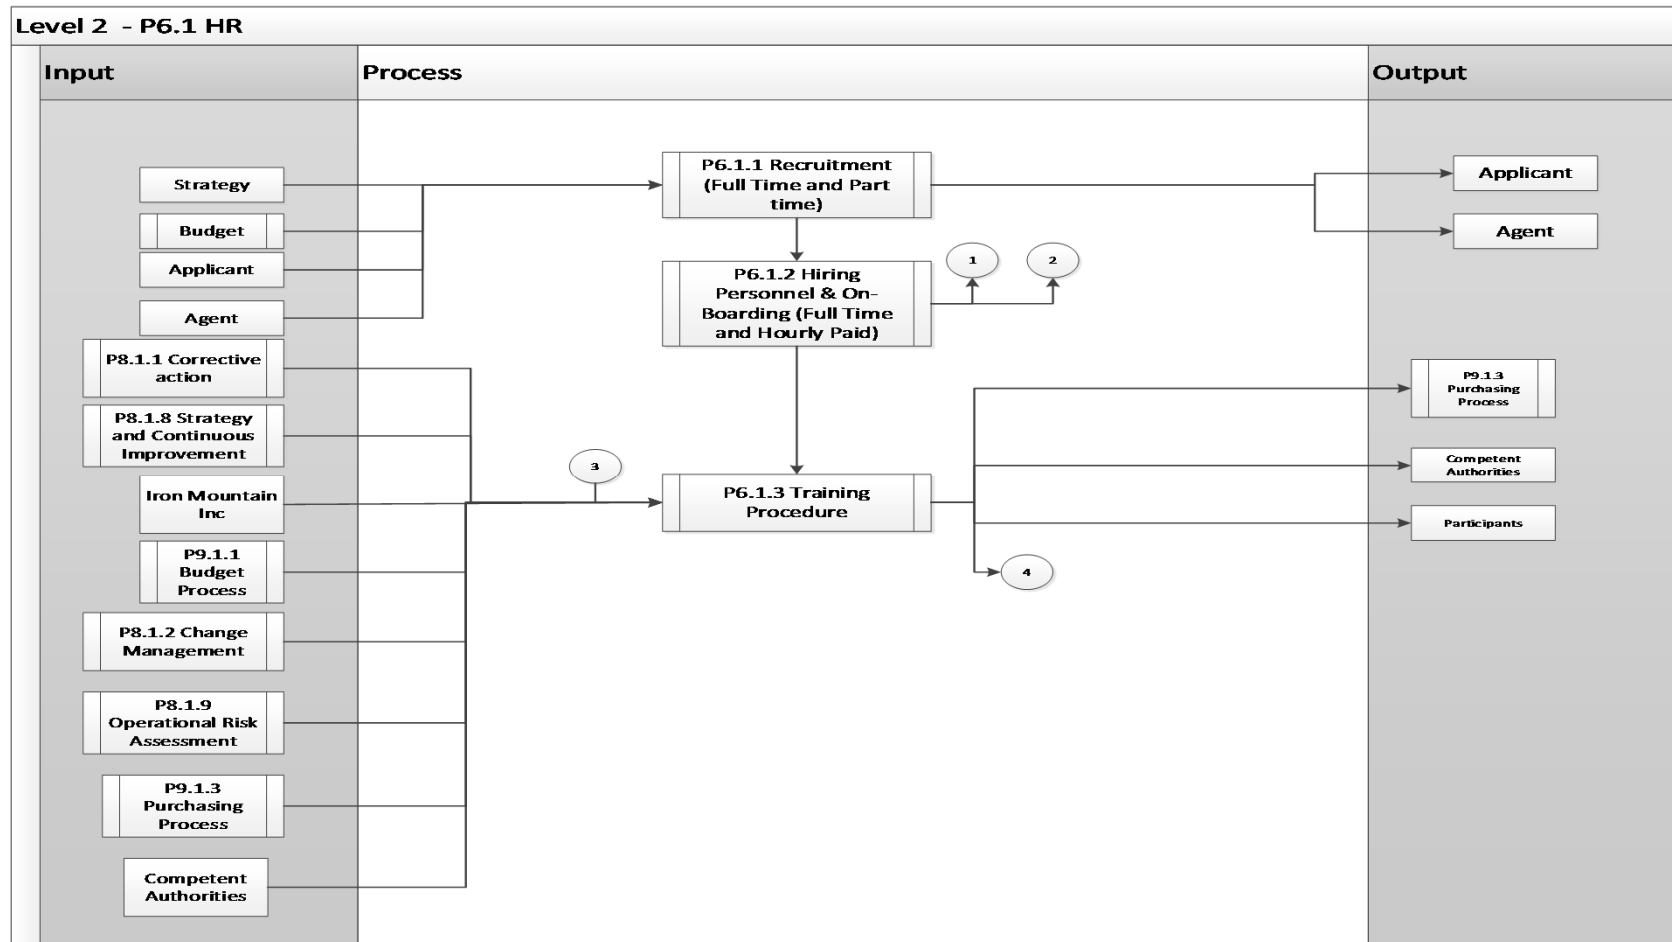 Level 2 - P6.1 HR
Input
Process
Output
Strategy
Budget
Applicant
Agent
P8.1.1 Corrective
action
P8.1.8 Strategy
and Continuous
Improvement
Iron Mountain
Inc
P9.1.1
Budget
Process
P8.1.2 Change
Management
P8.1.9
Operational Risk
Assessment
P9.1.3
Purchasing
Process
Competent
Authorities
P6.1.1 Recruitment
(Full Time and Part
time)
P6.1.2 Hiring
Personnel & On-
Boarding (Full Time
and Hourly Paid)
1
2
3
P6.1.3 Training
Procedure
4
Applicant
Agent
P9.1.3
Purchasing
Process
Competent
Authorities
Participants